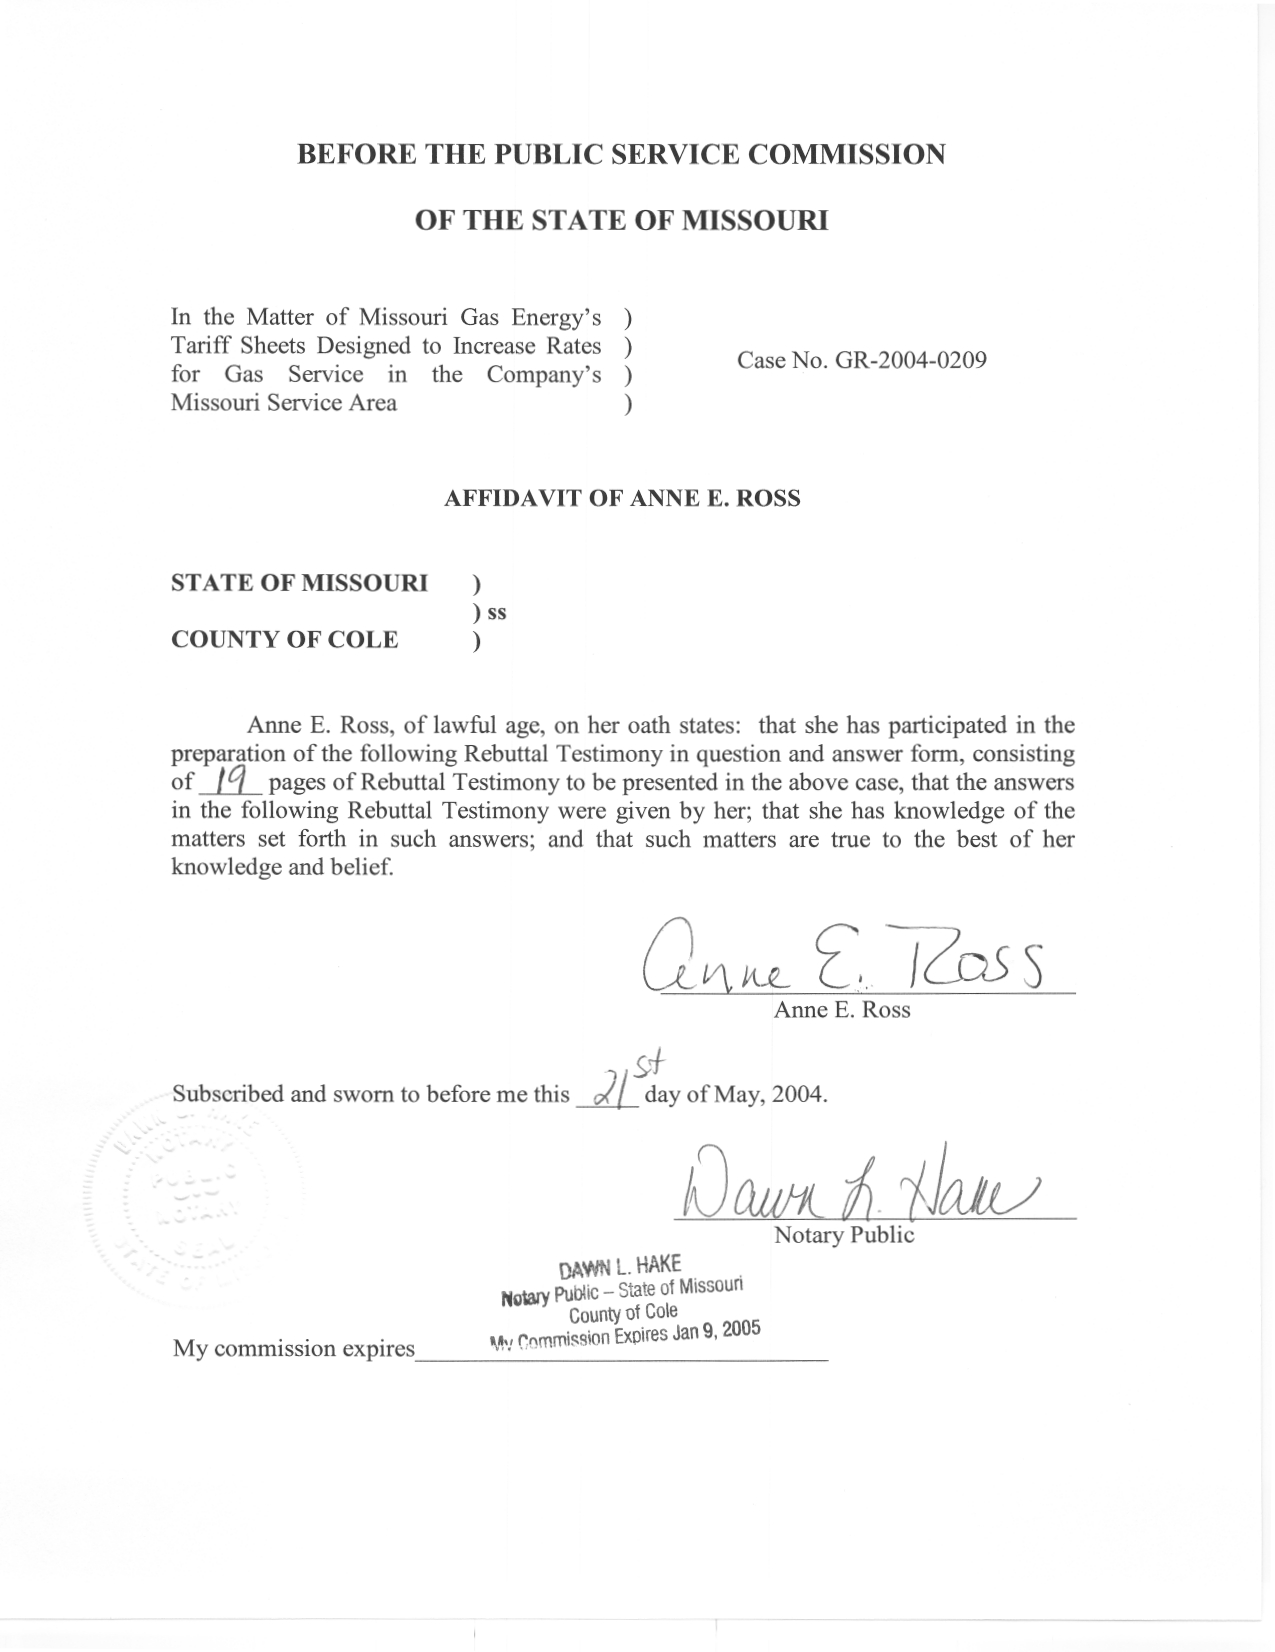 BEFORE THE PUBLIC SERVICE COMMISSION
OF THE STATE OF MISSOURI
In the Matter of Missouri Gas Energy's )
Tariff Sheets Designed to Increase Rates )
for Gas Service in the Company's )
Missouri Service Area )
Case No. GR-2004-0209
AFFIDAVIT OF ANNE E. ROSS
STATE OF MISSOURI )
) ss
COUNTY OF COLE )
Anne E. Ross, of lawful age, on her oath states: that she has participated in the
preparation of the following Rebuttal Testimony in question and answer form, consisting
of 19 pages of Rebuttal Testimony to be presented in the above case, that the answers
in the following Rebuttal Testimony were given by her; that she has knowledge of the
matters set forth in such answers; and that such matters are true to the best of her
knowledge and belief.
Anne E. Ross
Anne E. Ross
Subscribed and sworn to before me this 21st day of May, 2004.
DAWN L. HAKE
NOTARY
PUBLIC
NOTARY
SEAL
STATE OF
Dawn L. Hake
Notary Public
DAWN L. HAKE
Notary Public – State of Missouri
County of Cole
My Commission Expires Jan 9, 2005
My commission expires